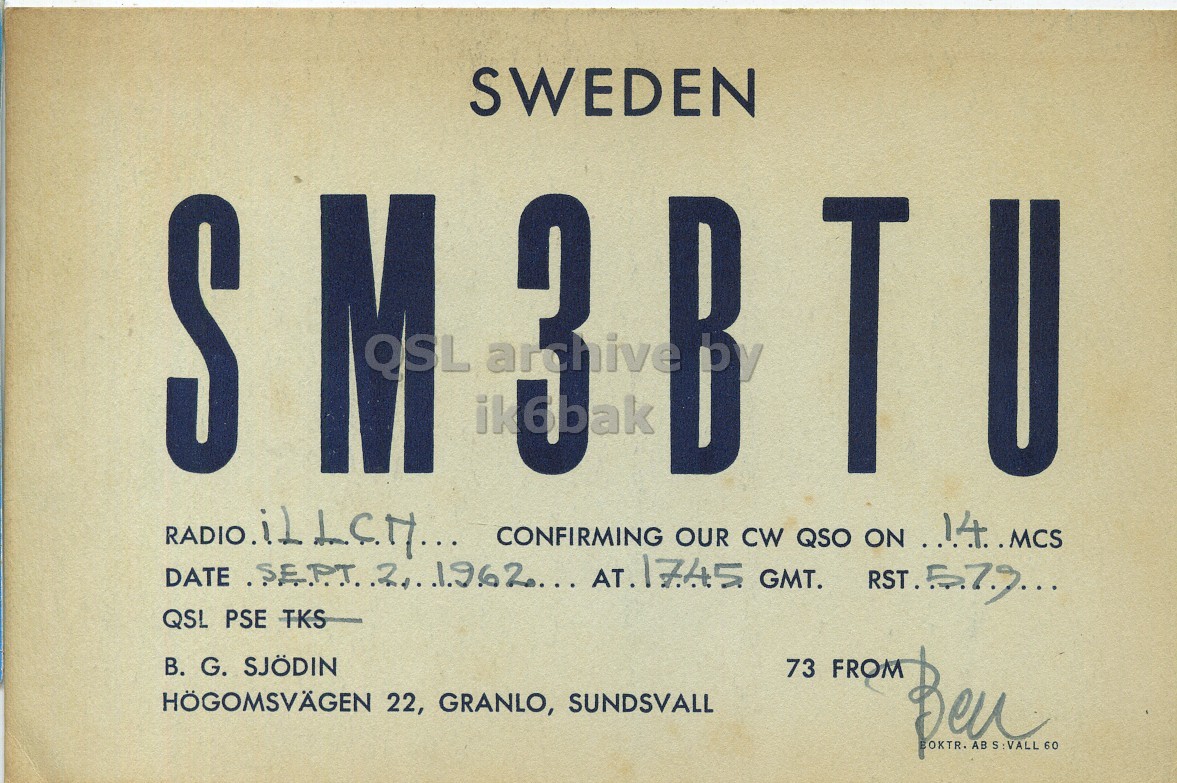 SWEDEN
SM3BTU
QSL archive by
ik6bak
RADIO.i1LCM... CONFIRMING OUR CW QSO ON ..14..MCS
DATE .SEPT. 2, 1962... AT.1745 GMT. RST.579...
QSL PSE TKS
B. G. SJÖDIN 73 FROM Ben
HÖGOMSVÄGEN 22, GRANLO, SUNDSVALL
BOKTR. AB S:VALL 60